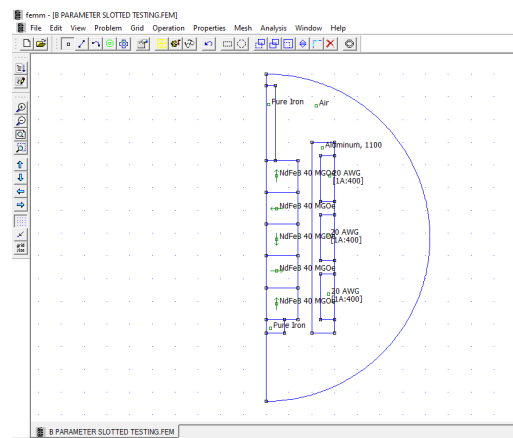 femm - [B PARAMETER SLOTTED TESTING.FEM]
File Edit View Problem Grid Operation Properties Mesh Analysis Window Help
Pure Iron
Air
Aluminum, 1100
NdFeB 40 MGOe
20 AWG
[1A:400]
NdFeB 40 MGOe
NdFeB 40 MGOe
20 AWG
[1A:400]
NdFeB 40 MGOe
NdFeB 40 MGOe
20 AWG
[1A:400]
Pure Iron
B PARAMETER SLOTTED TESTING.FEM